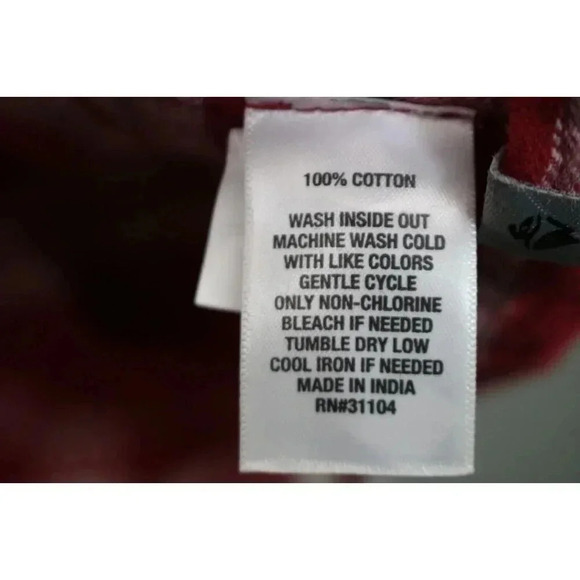 100% COTTON
WASH INSIDE OUT
MACHINE WASH COLD
WITH LIKE COLORS
GENTLE CYCLE
ONLY NON-CHLORINE
BLEACH IF NEEDED
TUMBLE DRY LOW
COOL IRON IF NEEDED
MADE IN INDIA
RN#31104